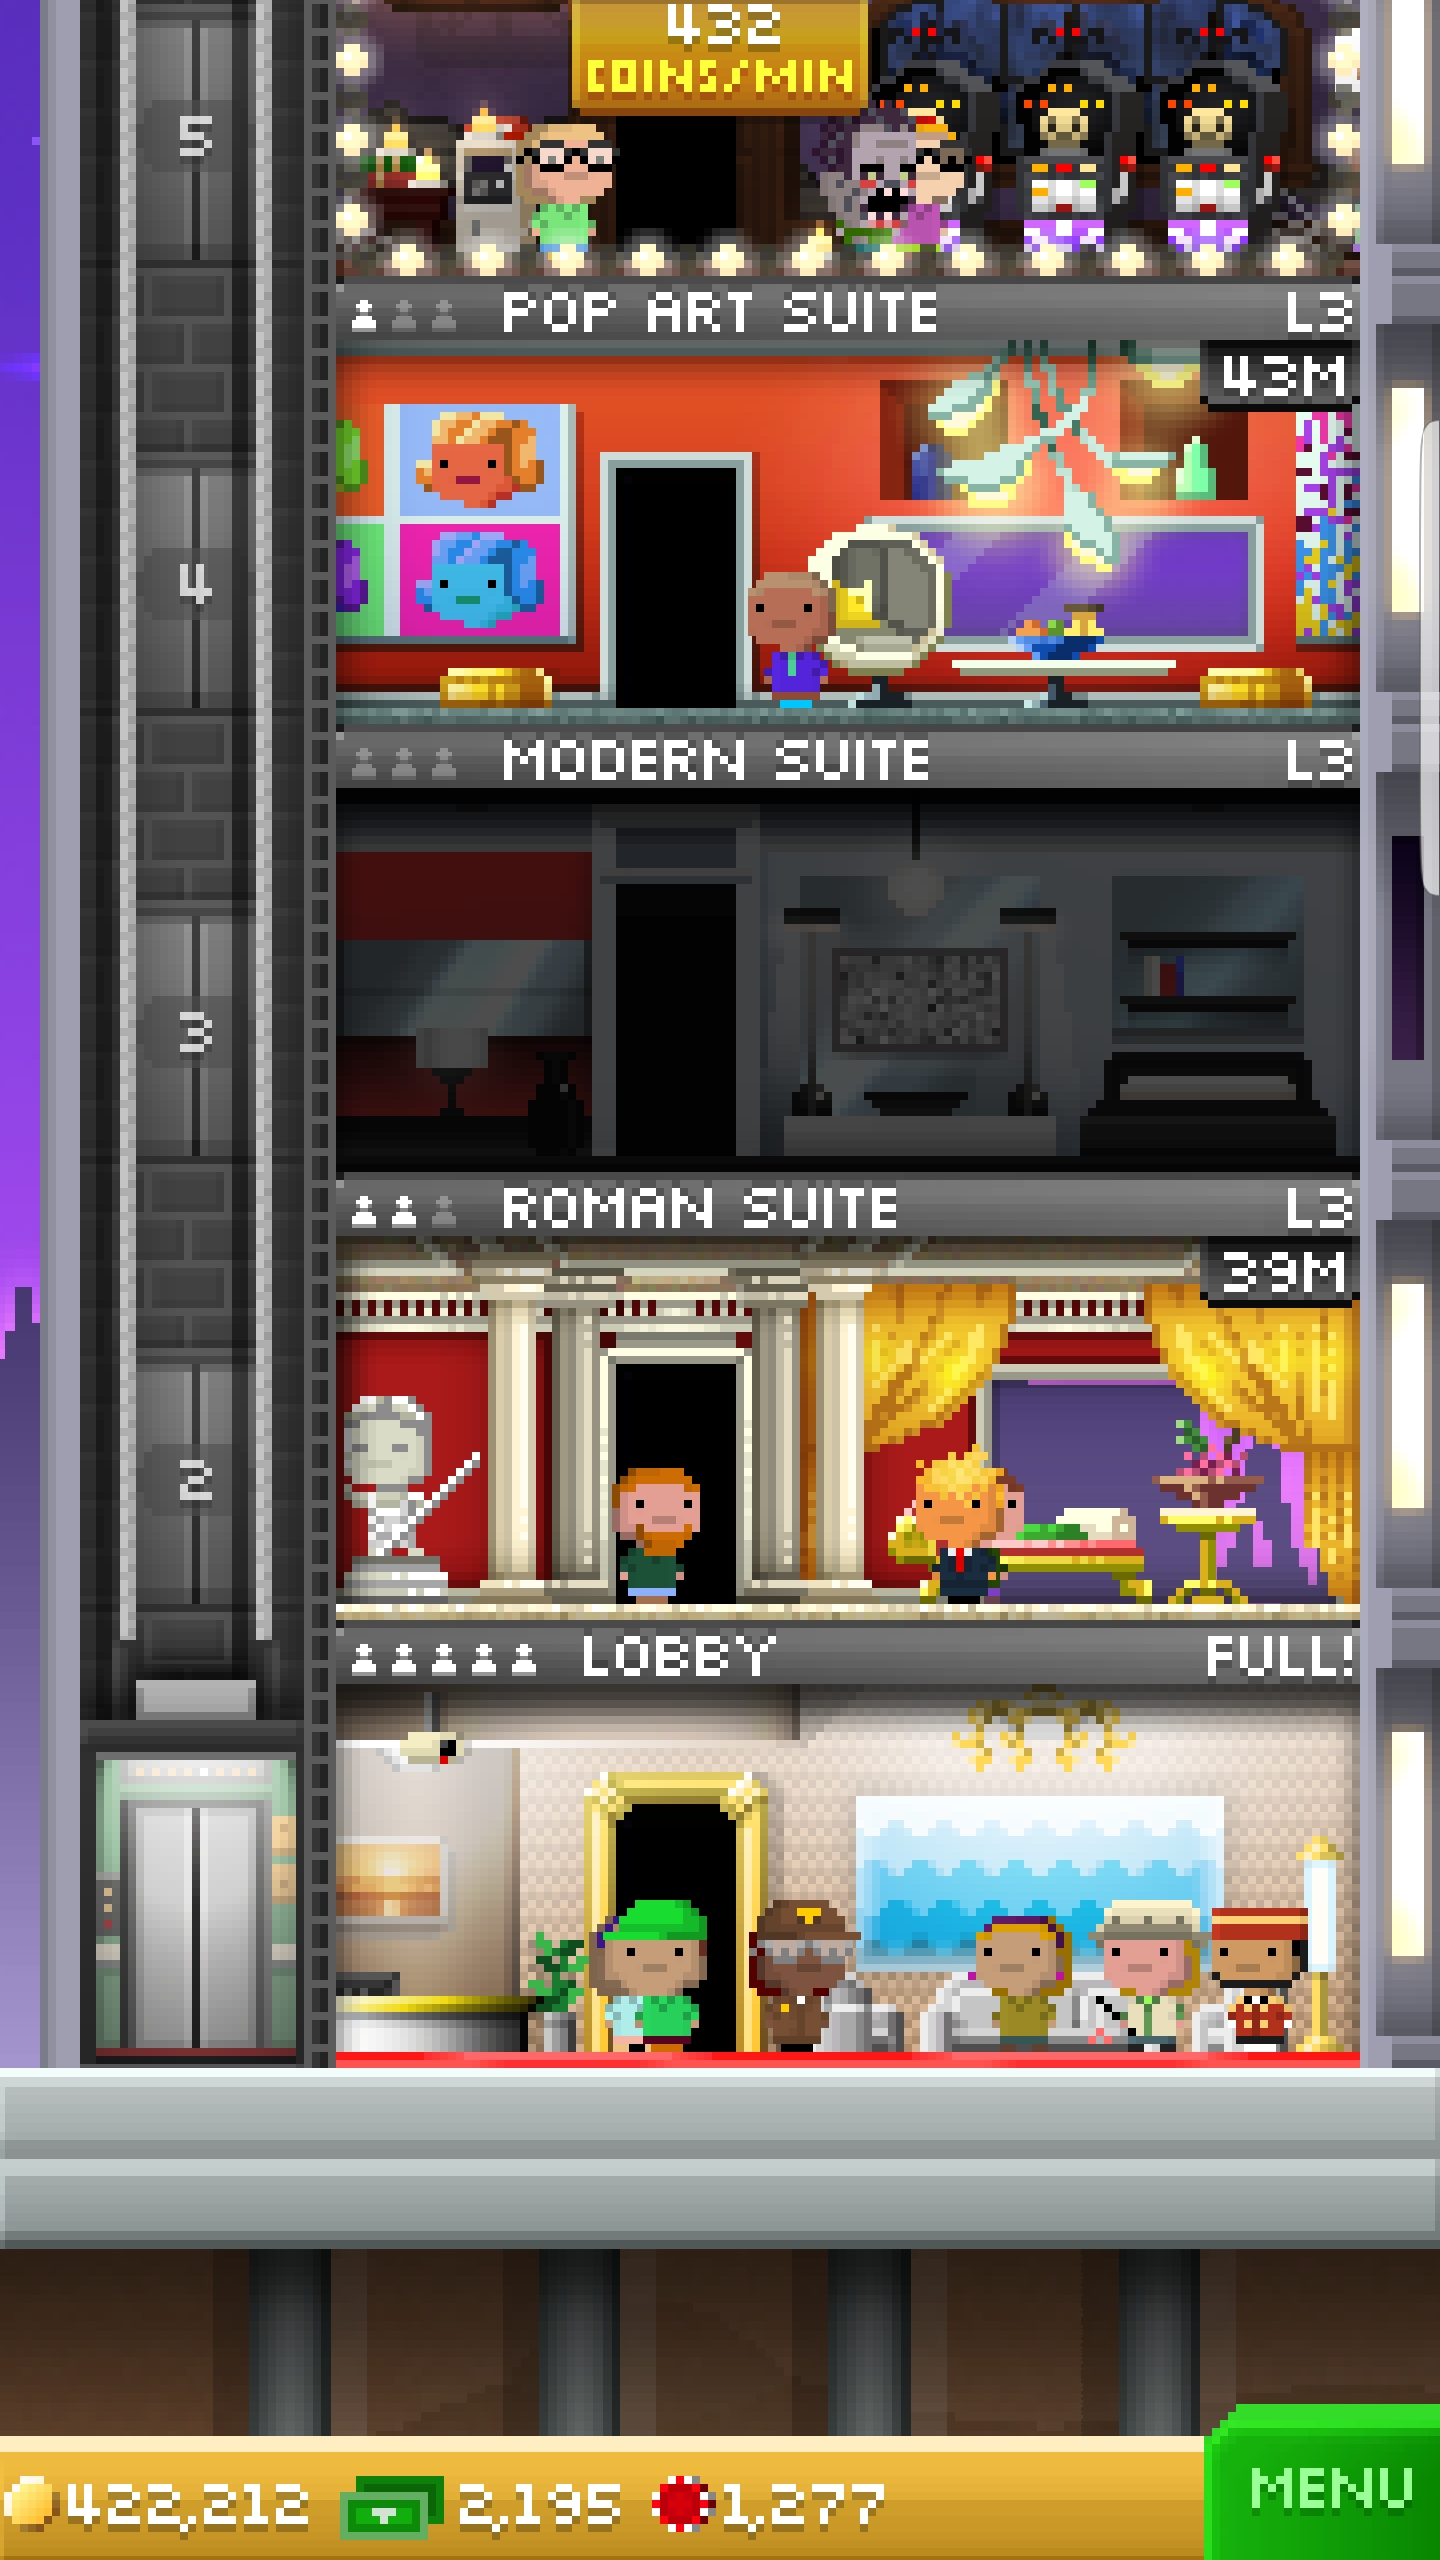 432
COINS/MIN
5
POP ART SUITE L3
43M
4
MODERN SUITE L3
3
ROMAN SUITE L3
39M
2
LOBBY FULL!
422,212 2,195 1,277
MENU